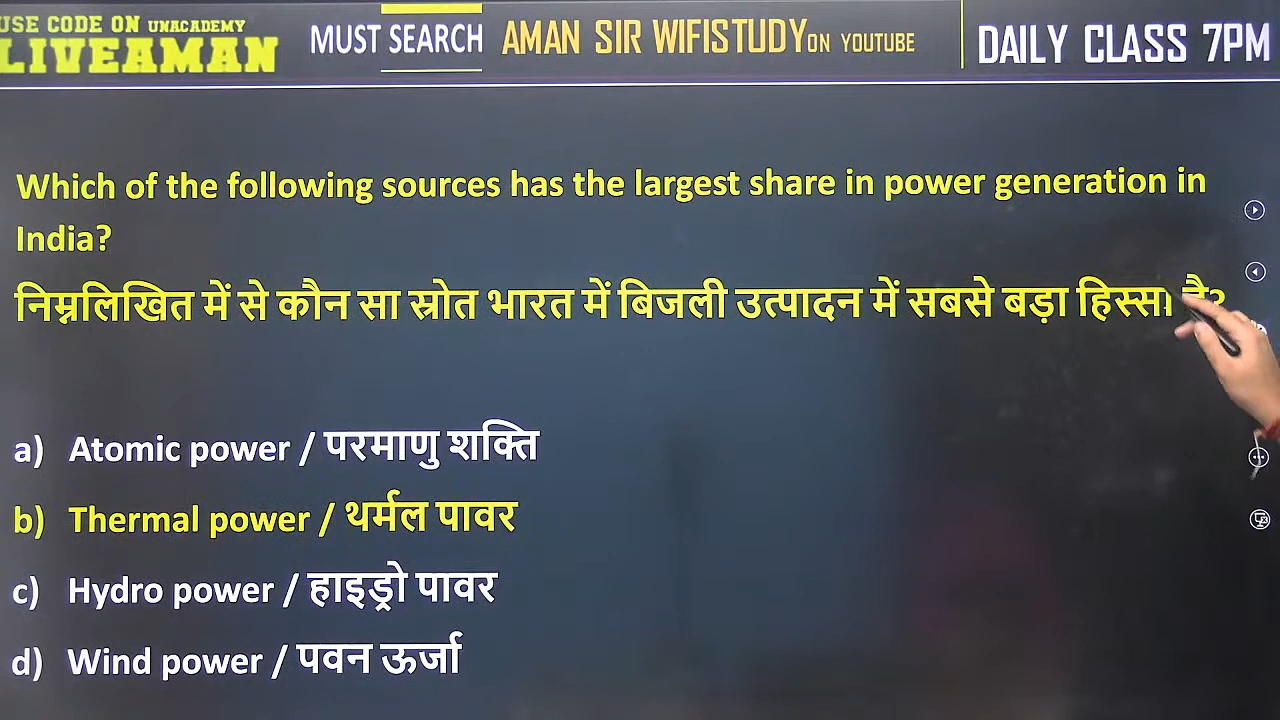 USE CODE ON UNACADEMY
LIVEAMAN
MUST SEARCH AMAN SIR WIFISTUDY ON YOUTUBE
DAILY CLASS 7PM
Which of the following sources has the largest share in power generation in
India?
निम्नलिखित में से कौन सा स्रोत भारत में बिजली उत्पादन में सबसे बड़ा हिस्सा है?
a) Atomic power / परमाणु शक्ति
b) Thermal power / थर्मल पावर
c) Hydro power / हाइड्रो पावर
d) Wind power / पवन ऊर्जा